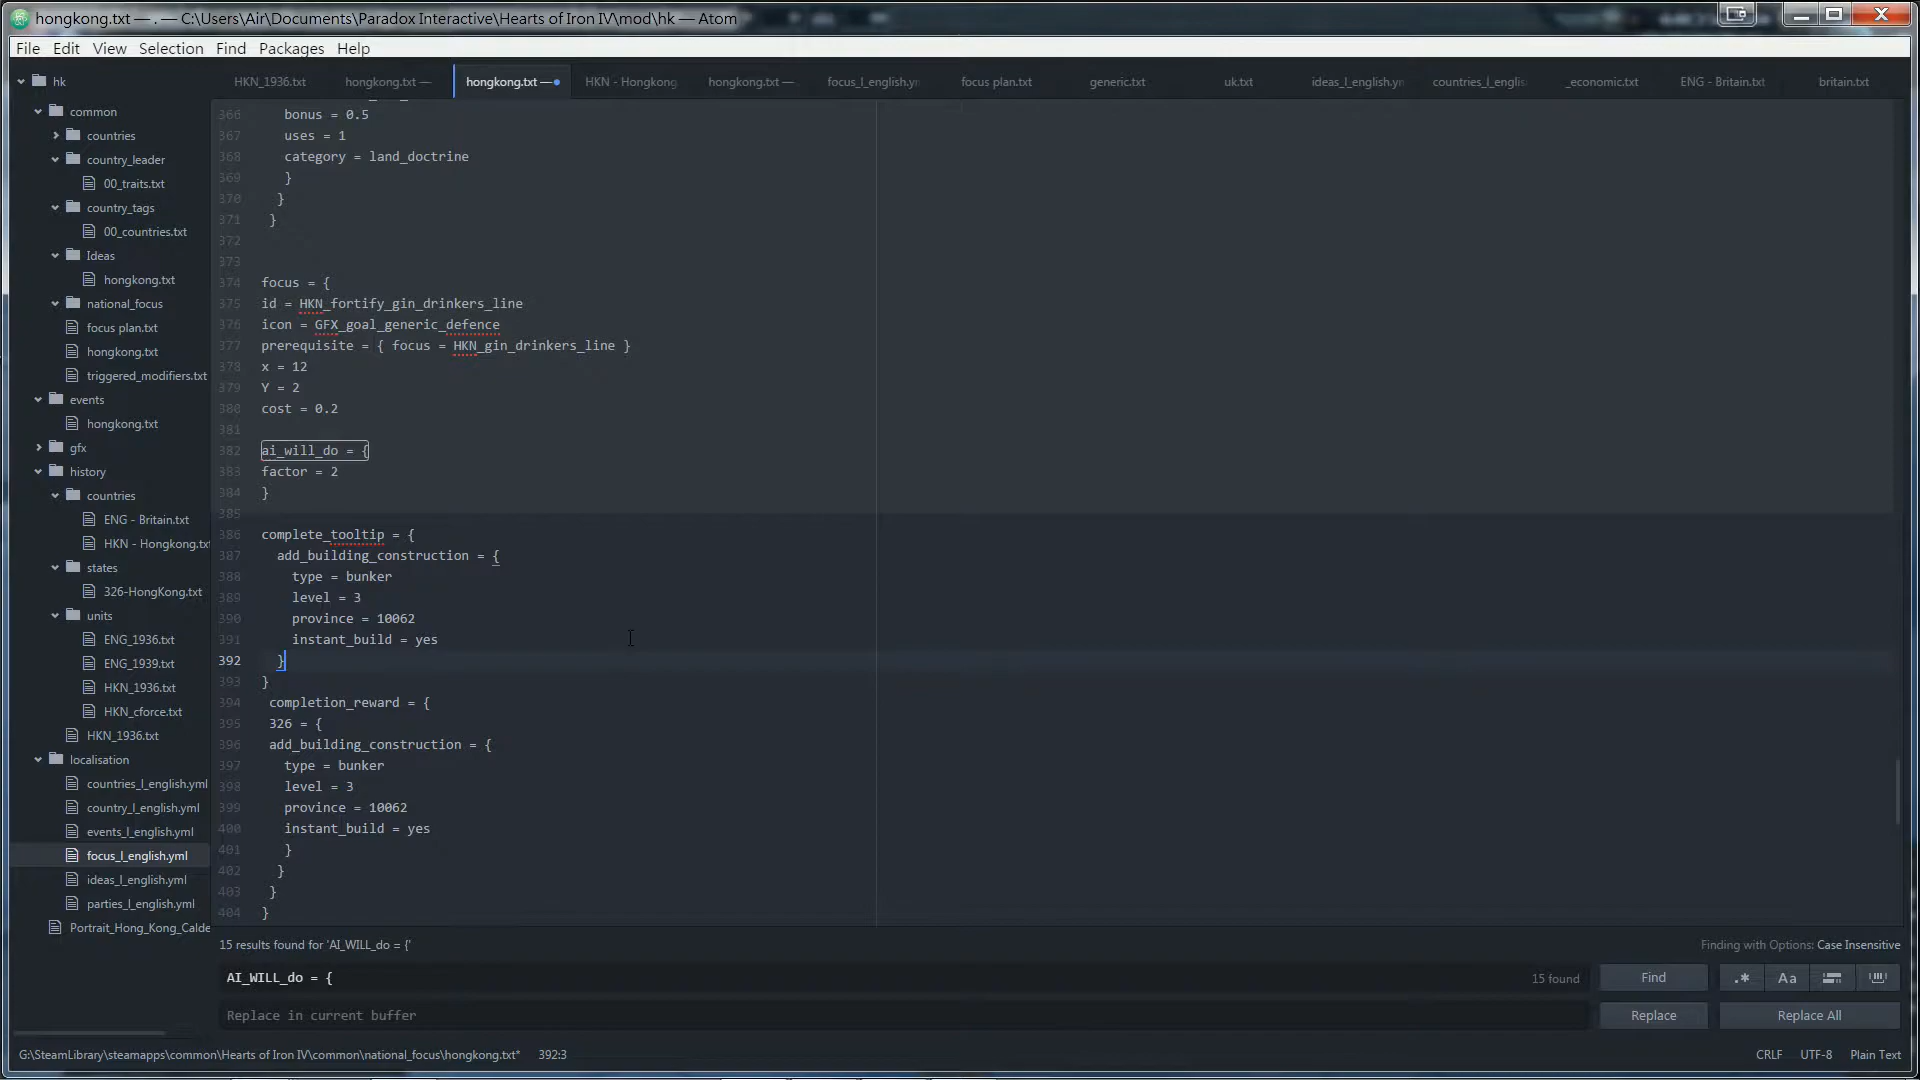 hongkong.txt — . — C:\Users\Air\Documents\Paradox Interactive\Hearts of Iron IV\mod\hk — Atom
File Edit View Selection Find Packages Help
hk
HKN_1936.txt hongkong.txt — hongkong.txt — HKN - Hongkong hongkong.txt — focus_l_english.ym focus plan.txt generic.txt uk.txt ideas_l_english.yn countries_l_englis _economic.txt ENG - Britain.txt britain.txt
common
countries
country_leader
00_traits.txt
country_tags
00_countries.txt
Ideas
hongkong.txt
national_focus
focus plan.txt
hongkong.txt
triggered_modifiers.txt
events
hongkong.txt
gfx
history
countries
ENG - Britain.txt
HKN - Hongkong.txt
states
326-HongKong.txt
units
ENG_1936.txt
ENG_1939.txt
HKN_1936.txt
HKN_cforce.txt
HKN_1936.txt
localisation
countries_l_english.yml
country_l_english.yml
events_l_english.yml
focus_l_english.yml
ideas_l_english.yml
parties_l_english.yml
Portrait_Hong_Kong_Calde
366 bonus = 0.5
367 uses = 1
368 category = land_doctrine
369 }
370 }
371 }
372
373
374 focus = {
375 id = HKN_fortify_gin_drinkers_line
376 icon = GFX_goal_generic_defence
377 prerequisite = { focus = HKN_gin_drinkers_line }
378 x = 12
379 Y = 2
380 cost = 0.2
381
382 ai_will_do = {
383 factor = 2
384 }
385
386 complete_tooltip = {
387 add_building_construction = {
388 type = bunker
389 level = 3
390 province = 10062
391 instant_build = yes
392 }
393 }
394 completion_reward = {
395 326 = {
396 add_building_construction = {
397 type = bunker
398 level = 3
399 province = 10062
400 instant_build = yes
401 }
402 }
403 }
404 }
15 results found for 'AI_WILL_do = {' Finding with Options: Case Insensitive
AI_WILL_do = { 15 found Find .* Aa
Replace in current buffer Replace Replace All
G:\SteamLibrary\steamapps\common\Hearts of Iron IV\common\national_focus\hongkong.txt* 392:3 CRLF UTF-8 Plain Text